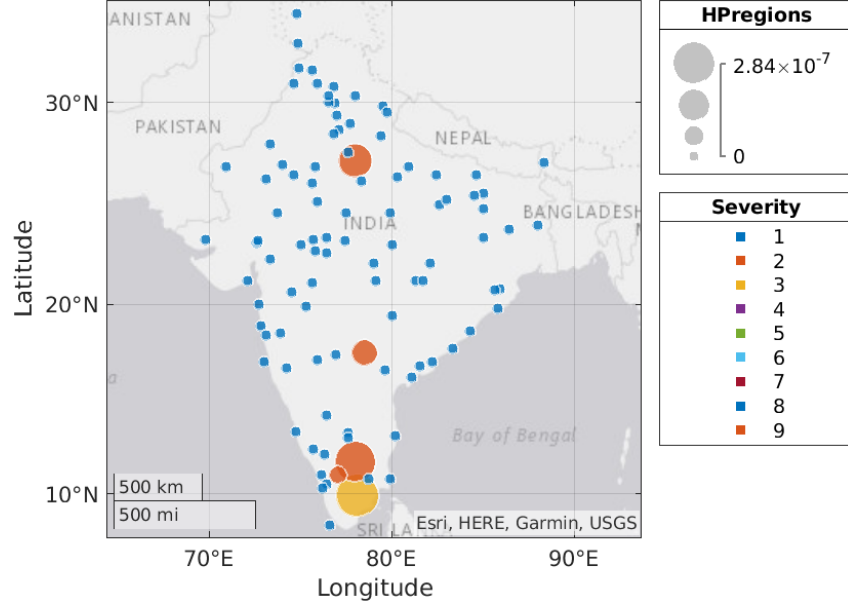 ANISTAN
PAKISTAN
NEPAL
BANGLADESH
INDIA
Bay of Bengal
SRI LANKA
30°N
20°N
10°N
Latitude
500 km
500 mi
Esri, HERE, Garmin, USGS
70°E
80°E
90°E
Longitude
HPregions
2.84×10⁻⁷
0
Severity
1
2
3
4
5
6
7
8
9